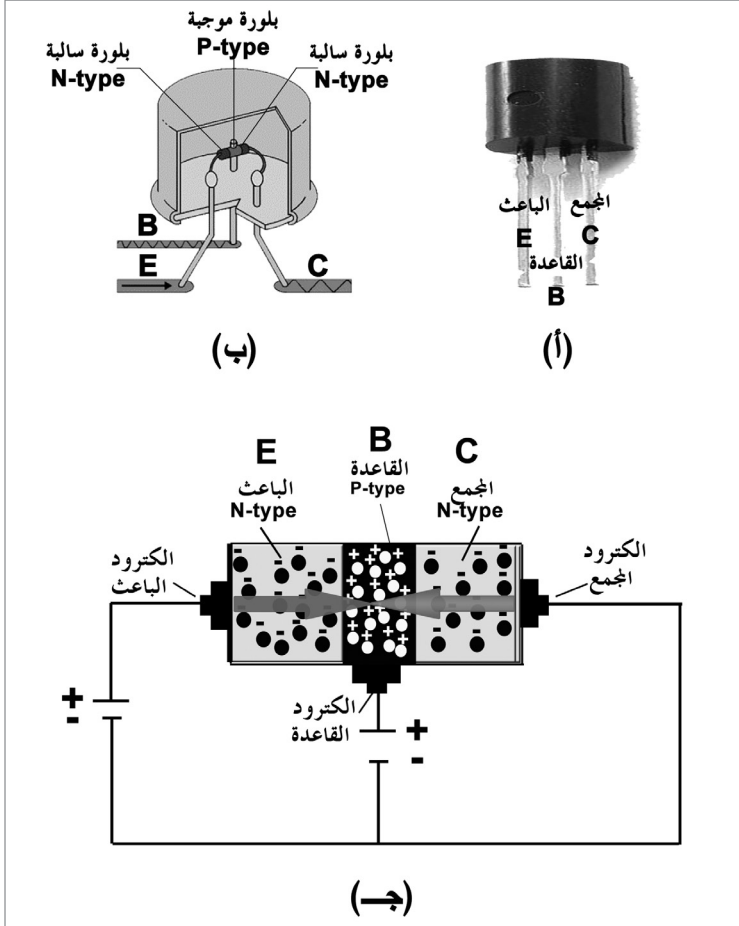 بلورة موجبة
P-type
بلورة سالبة
N-type
بلورة سالبة
N-type
B
E
C
(ب)
الباعث
المجمع
E
C
القاعدة
B
(أ)
E
الباعث
N-type
B
القاعدة
P-type
C
المجمع
N-type
الكترود
الباعث
الكترود
المجمع
+
-
الكترود
القاعدة
+
-
(جـ)